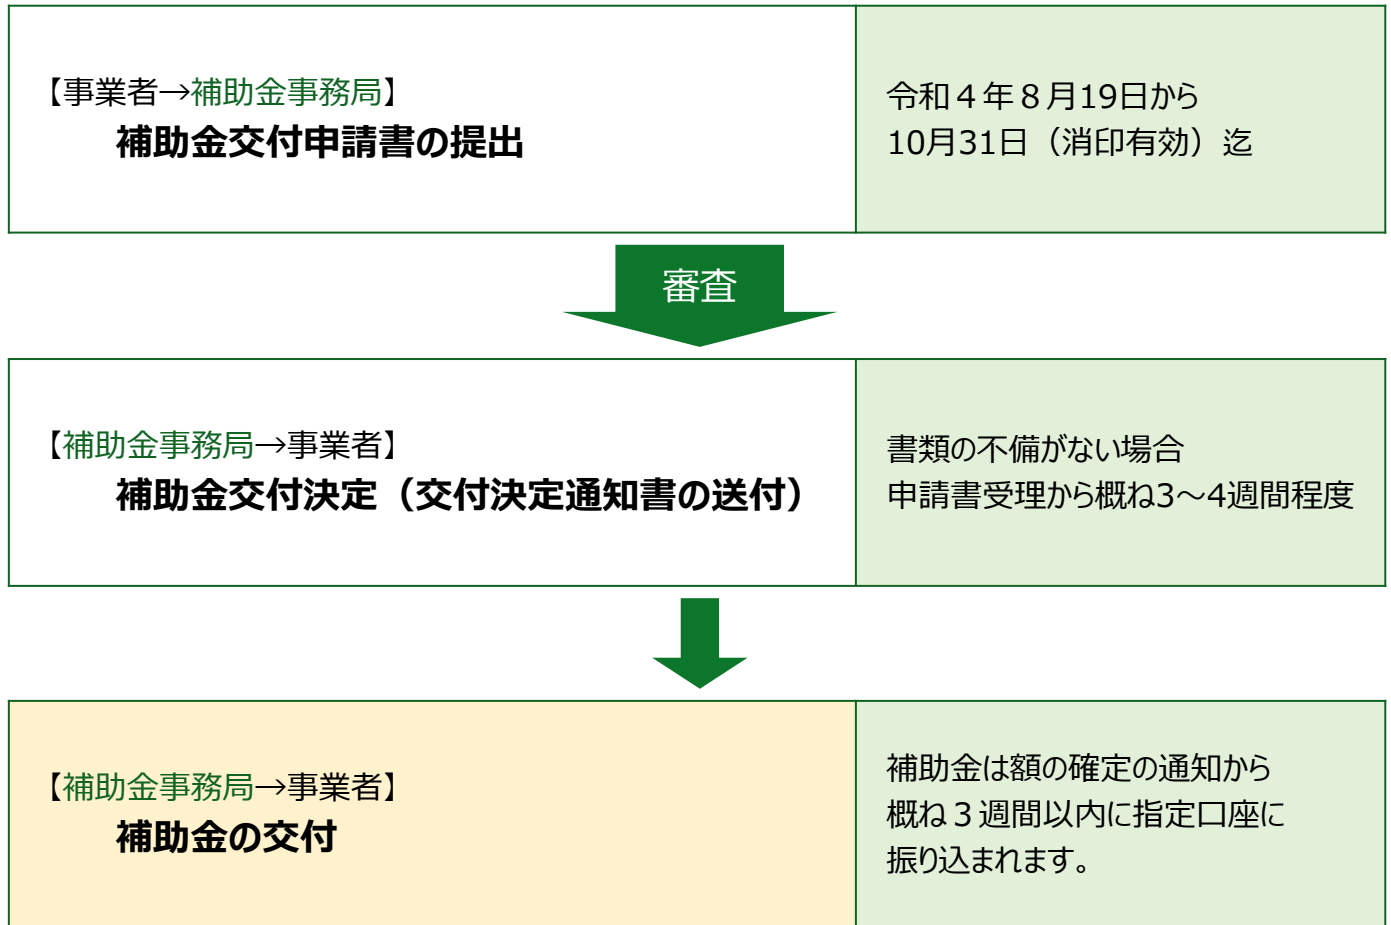 【事業者→補助金事務局】
補助金交付申請書の提出
令和４年８月19日から
10月31日（消印有効）迄
審査
【補助金事務局→事業者】
補助金交付決定（交付決定通知書の送付）
書類の不備がない場合
申請書受理から概ね3～4週間程度
【補助金事務局→事業者】
補助金の交付
補助金は額の確定の通知から
概ね３週間以内に指定口座に
振り込まれます。